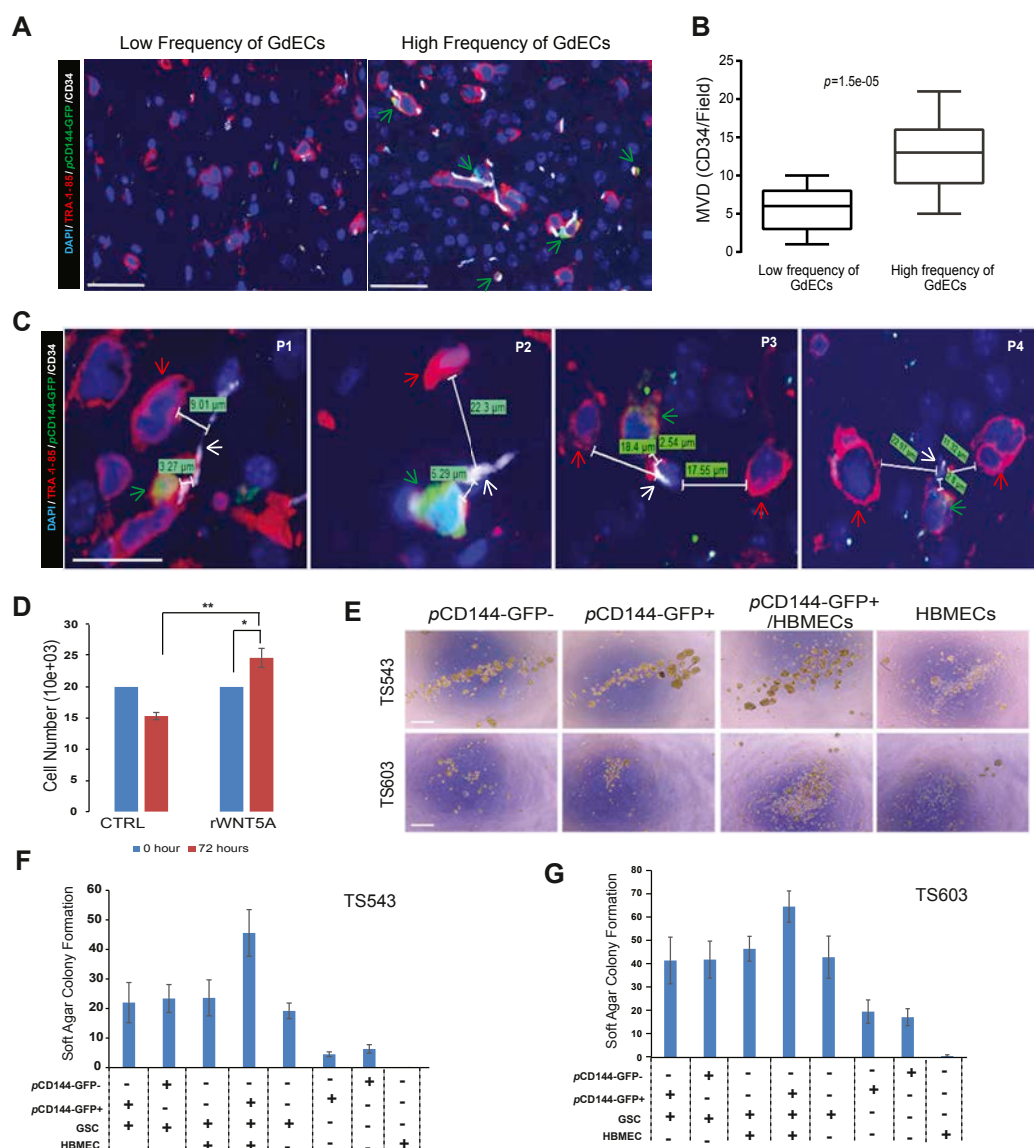 A
Low Frequency of GdECs
High Frequency of GdECs
DAPI/TRA-1-85/pCD144-GFP/CD34
B
p=1.5e-05
MVD (CD34/Field)
25
20
15
10
5
0
Low frequency of GdECs
High frequency of GdECs
C
DAPI/TRA-1-85/pCD144-GFP/CD34
P1
9.01 µm
3.27 µm
P2
22.3 µm
5.29 µm
P3
18.4 µm
2.54 µm
17.55 µm
P4
D
**
*
Cell Number (10e+03)
30
25
20
15
10
5
0
CTRL
rWNT5A
0 hour
72 hours
E
pCD144-GFP-
pCD144-GFP+
pCD144-GFP+
/HBMECs
HBMECs
TS543
TS603
F
TS543
Soft Agar Colony Formation
60
50
40
30
20
10
0
pCD144-GFP- - + - - - - + -
pCD144-GFP+ + - - + - + - -
GSC + + + + + - - -
HBMEC - - + + - - - +
G
TS603
Soft Agar Colony Formation
80
70
60
50
40
30
20
10
0
pCD144-GFP- - + - - - - + -
pCD144-GFP+ + - - + - + - -
GSC + + + + + - - -
HBMEC - - + + - - - +